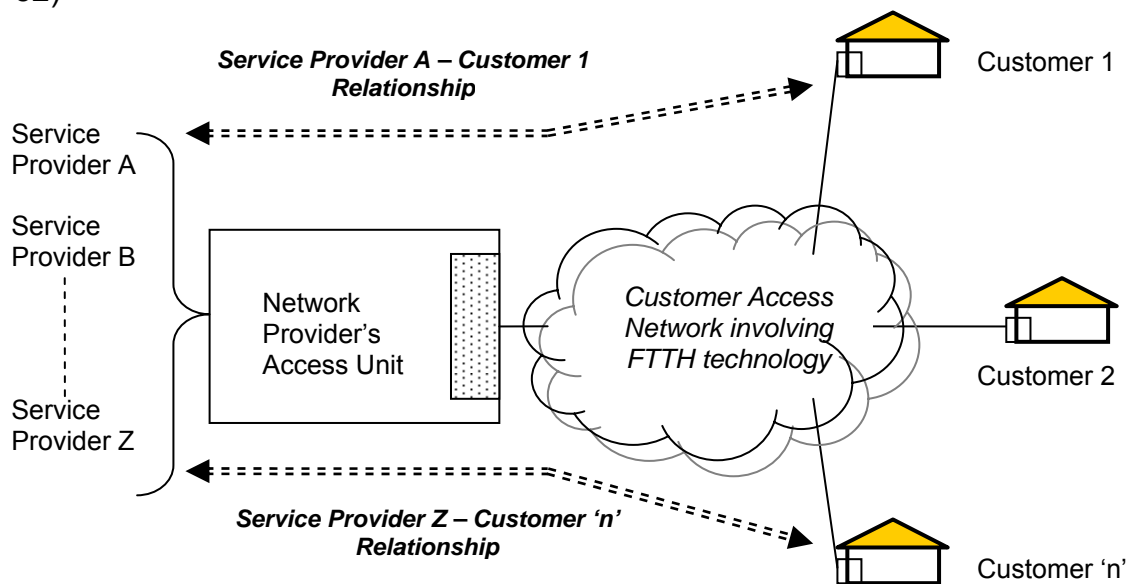 Service Provider A – Customer 1
Relationship
Customer 1
Service
Provider A
Service
Provider B
Network
Provider's
Access Unit
Customer Access
Network involving
FTTH technology
Customer 2
Service
Provider Z
Service Provider Z – Customer ‘n’
Relationship
Customer ‘n’